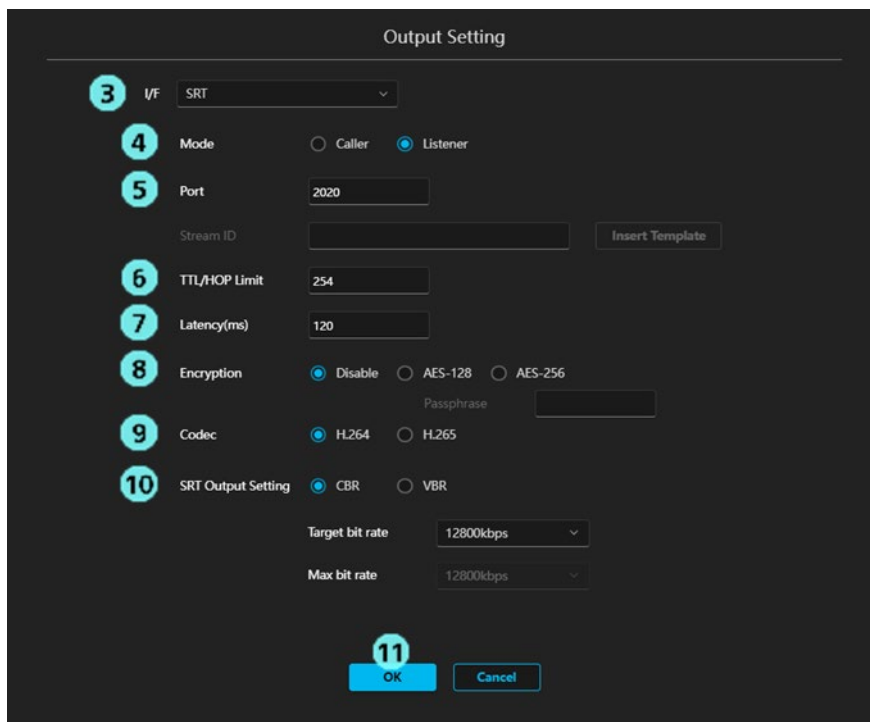 Output Setting
3 I/F SRT
4 Mode Caller Listener
5 Port 2020
Stream ID Insert Template
6 TTL/HOP Limit 254
7 Latency(ms) 120
8 Encryption Disable AES-128 AES-256
Passphrase
9 Codec H.264 H.265
10 SRT Output Setting CBR VBR
Target bit rate 12800kbps
Max bit rate 12800kbps
11
OK Cancel